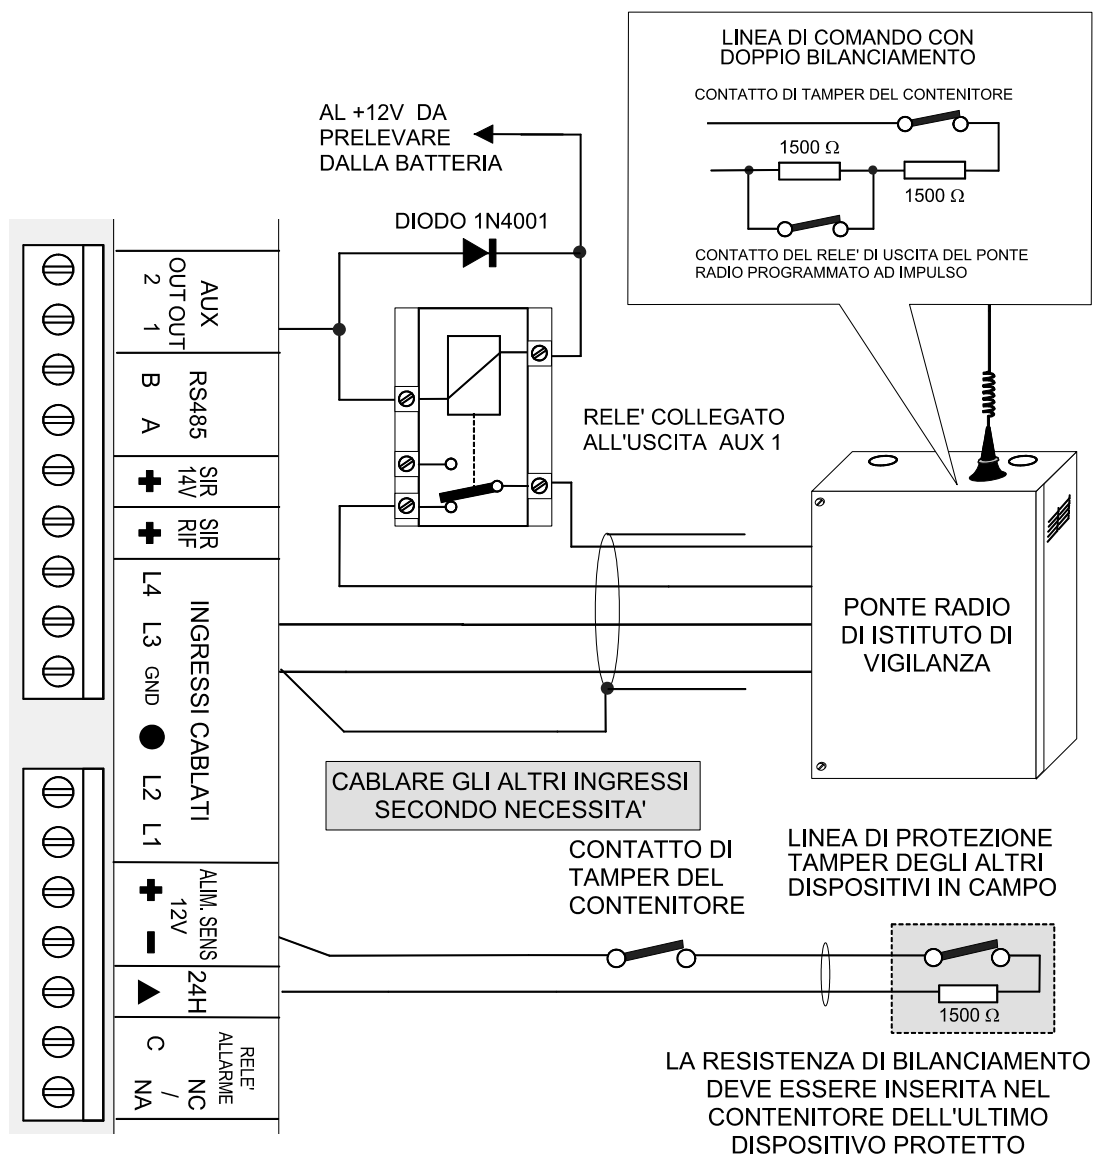 LINEA DI COMANDO CON
DOPPIO BILANCIAMENTO
CONTATTO DI TAMPER DEL CONTENITORE
1500 Ω
1500 Ω
CONTATTO DEL RELE' DI USCITA DEL PONTE
RADIO PROGRAMMATO AD IMPULSO
AL +12V DA
PRELEVARE
DALLA BATTERIA
DIODO 1N4001
RELE' COLLEGATO
ALL'USCITA AUX 1
PONTE RADIO
DI ISTITUTO DI
VIGILANZA
AUX
OUT OUT
2 1
RS485
B A
SIR
14V
+
SIR
RIF
+
INGRESSI CABLATI
L4 L3 GND L2 L1
ALIM. SENS
12V
+ -
24H
RELE'
ALLARME
C NC
/
NA
CABLARE GLI ALTRI INGRESSI
SECONDO NECESSITA'
CONTATTO DI
TAMPER DEL
CONTENITORE
LINEA DI PROTEZIONE
TAMPER DEGLI ALTRI
DISPOSITIVI IN CAMPO
1500 Ω
LA RESISTENZA DI BILANCIAMENTO
DEVE ESSERE INSERITA NEL
CONTENITORE DELL'ULTIMO
DISPOSITIVO PROTETTO